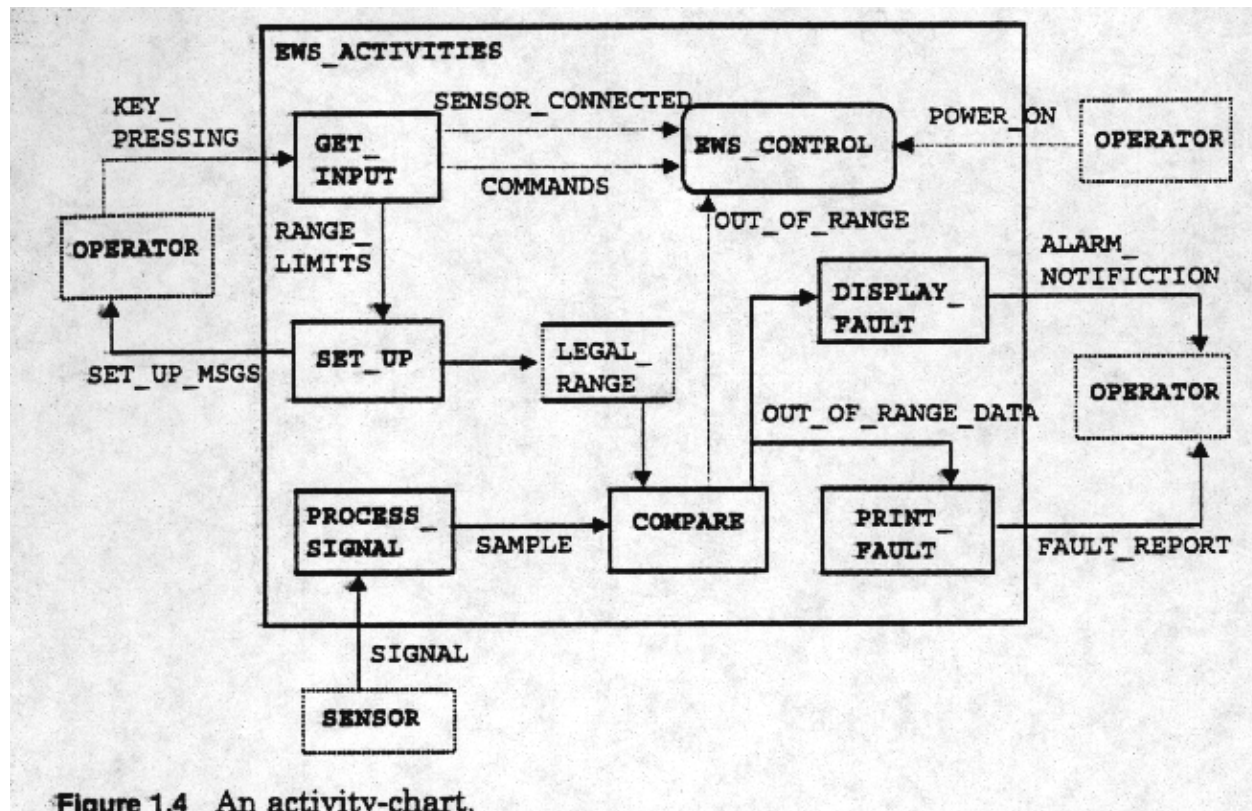 EWS_ACTIVITIES
KEY_
PRESSING
SENSOR_CONNECTED
POWER_ON
GET_
INPUT
EWS_CONTROL
OPERATOR
COMMANDS
OPERATOR
RANGE_
LIMITS
OUT_OF_RANGE
ALARM_
NOTIFICTION
DISPLAY_
FAULT
SET_UP
LEGAL_
RANGE
SET_UP_MSGS
OPERATOR
OUT_OF_RANGE_DATA
PROCESS_
SIGNAL
SAMPLE
COMPARE
PRINT_
FAULT
FAULT_REPORT
SIGNAL
SENSOR
Figure 1.4 An activity-chart.